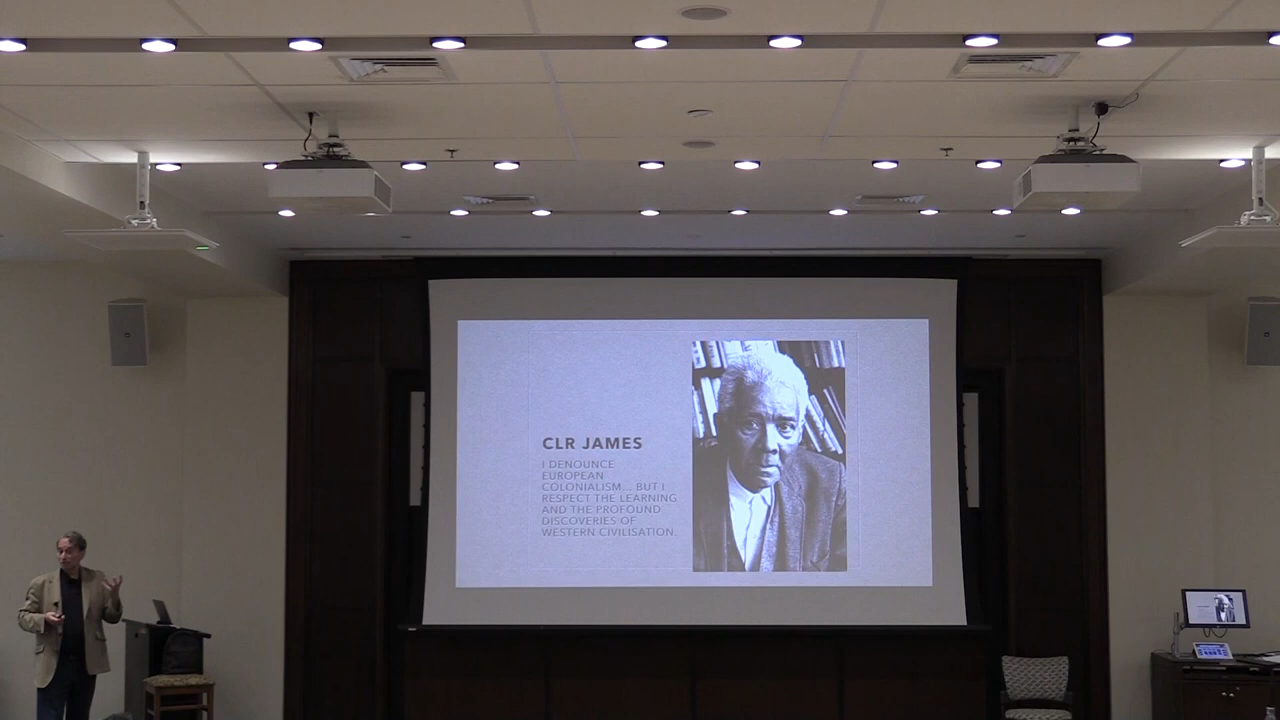 CLR JAMES
I DENOUNCE
EUROPEAN
COLONIALISM... BUT I
RESPECT THE LEARNING
AND THE PROFOUND
DISCOVERIES OF
WESTERN CIVILISATION.